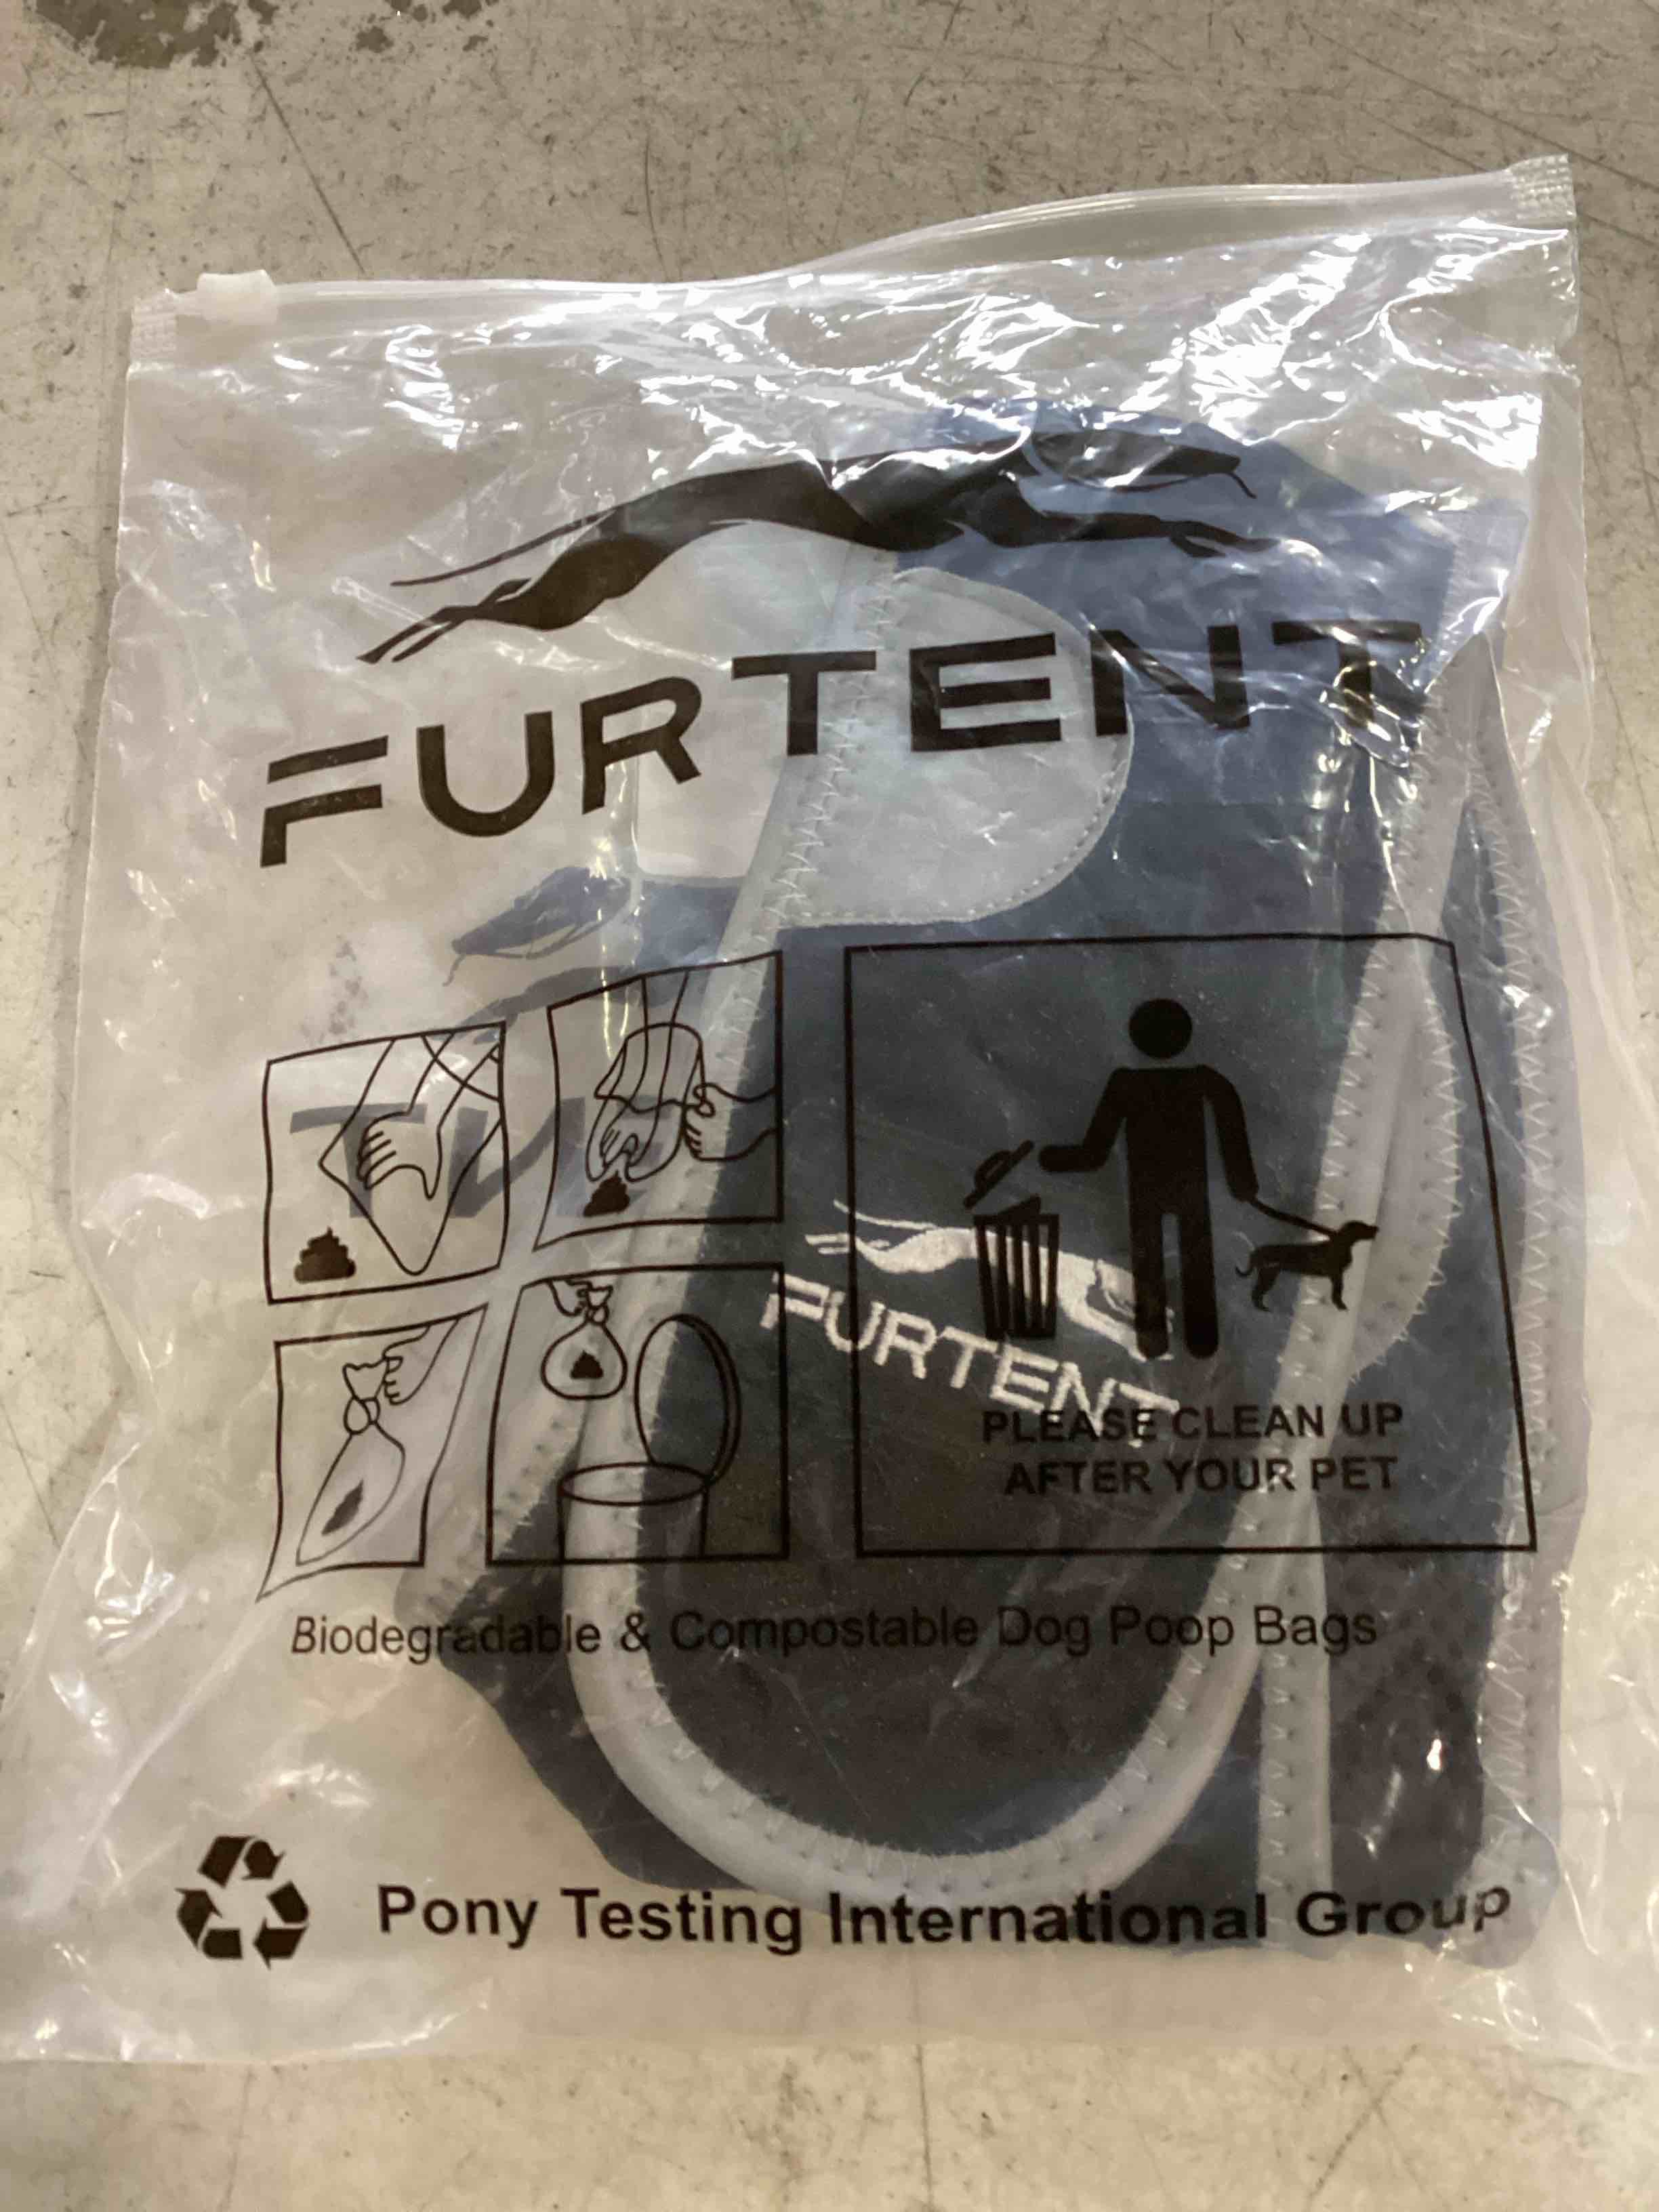 FURTENT
FURTENT
PLEASE CLEAN UP
AFTER YOUR PET
Biodegradable & Compostable Dog Poop Bags
Pony Testing International Group